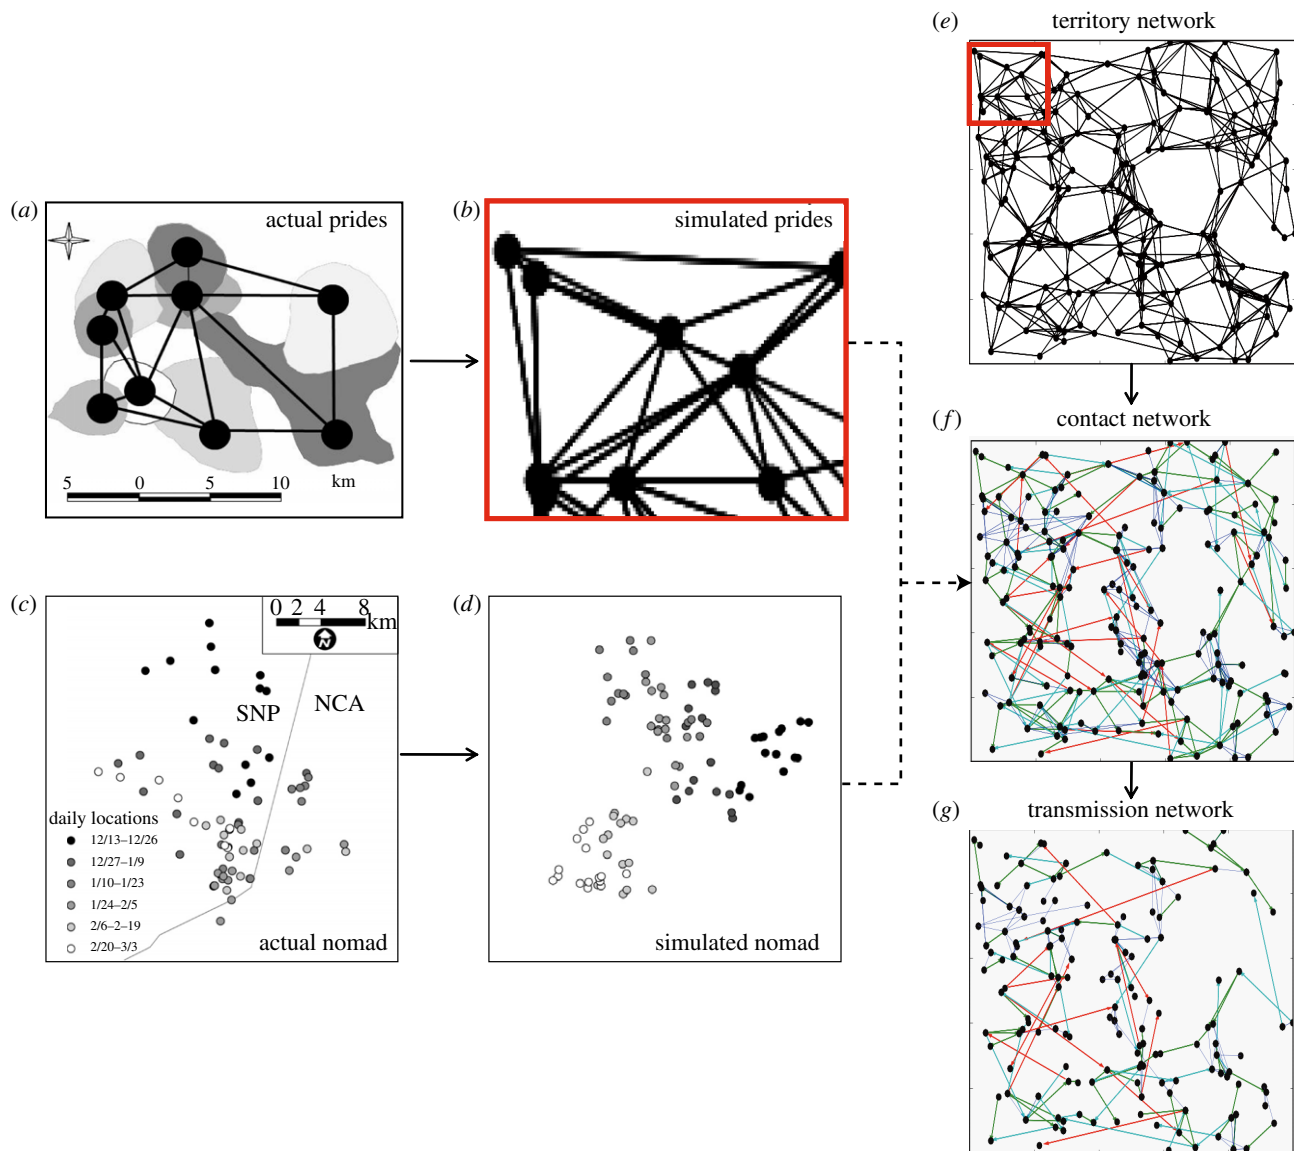 (e) territory network
(a) actual prides
5 0 5 10 km
(b) simulated prides
(f) contact network
(c) 0 2 4 8
km
N
NCA
SNP
daily locations
12/13–12/26
12/27–1/9
1/10–1/23
1/24–2/5
2/6–2–19
2/20–3/3
actual nomad
(d)
simulated nomad
(g) transmission network